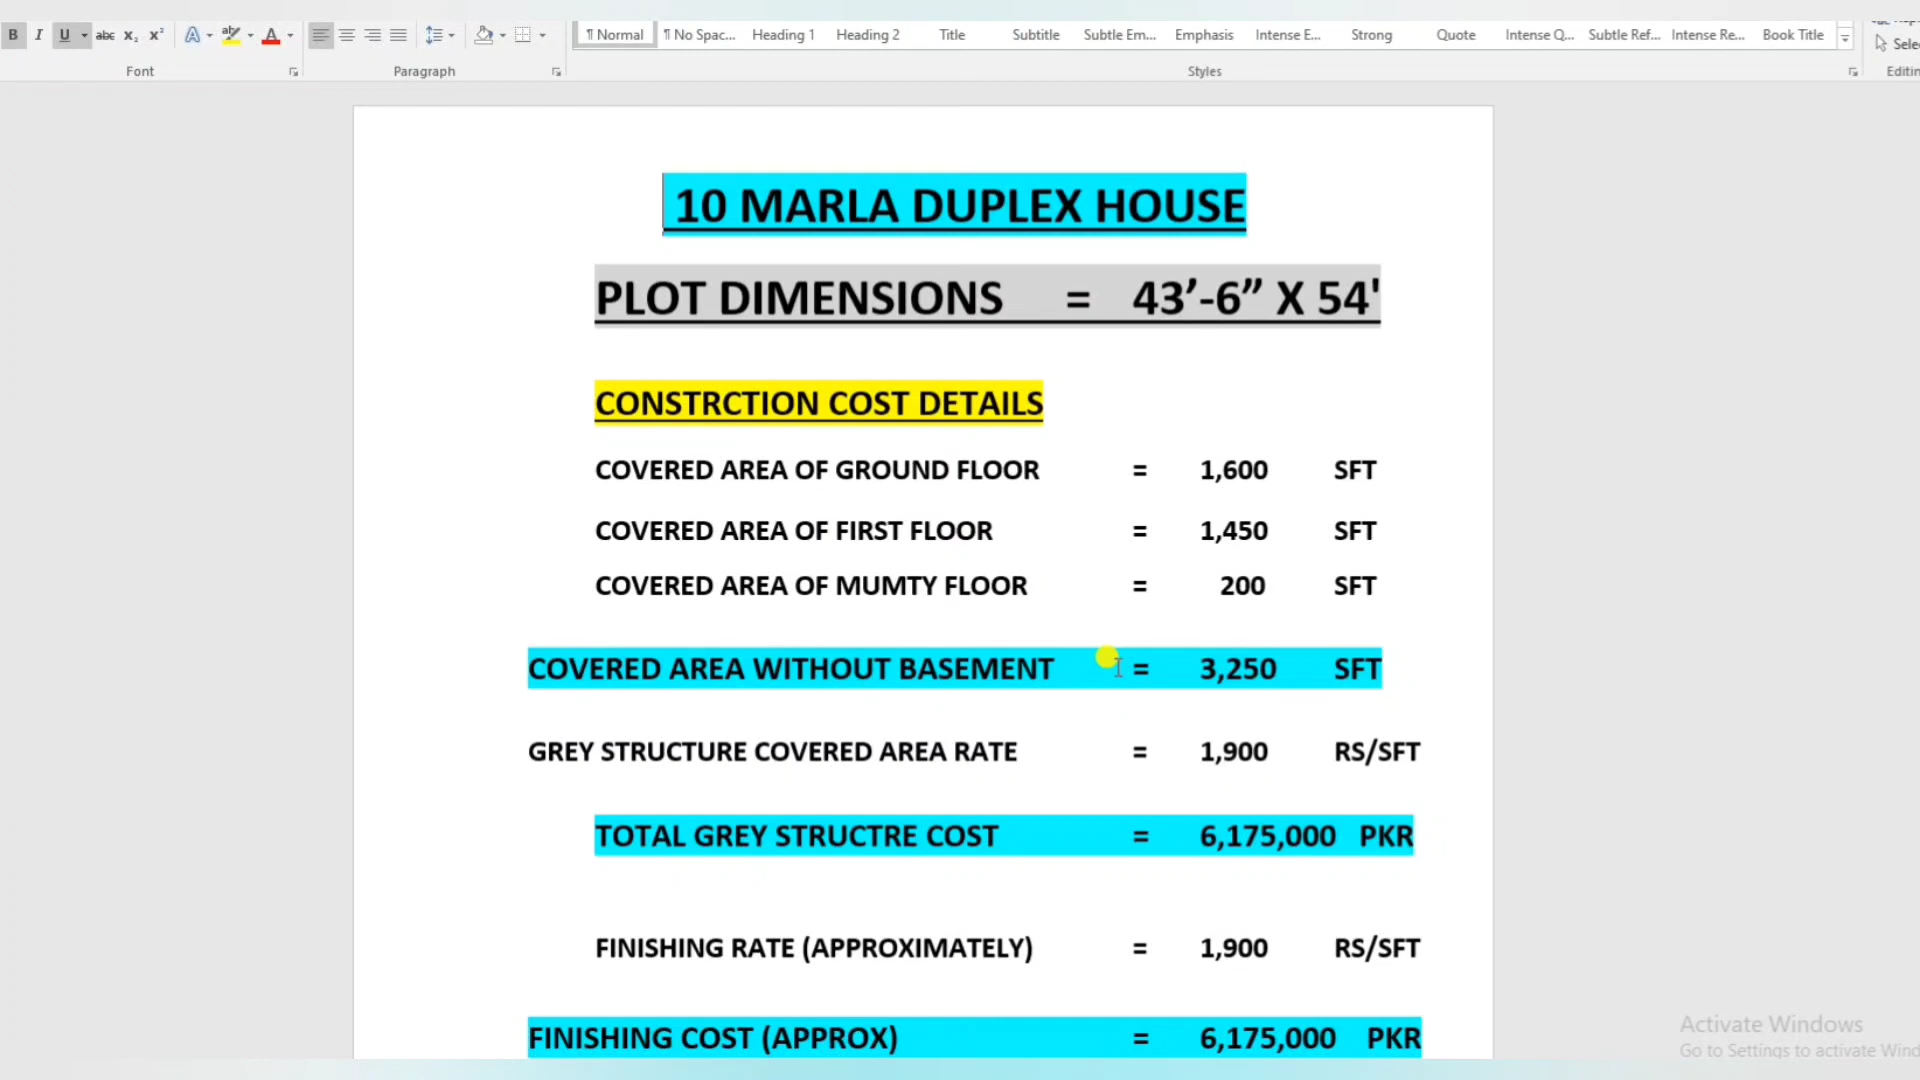 B I U abc x₂ x² A ab A
¶ Normal ¶ No Spac... Heading 1 Heading 2 Title Subtitle Subtle Em... Emphasis Intense E... Strong Quote Intense Q... Subtle Ref... Intense Re... Book Title
Selec
Font Paragraph Styles Editin
10 MARLA DUPLEX HOUSE
PLOT DIMENSIONS = 43’-6” X 54'
CONSTRCTION COST DETAILS
COVERED AREA OF GROUND FLOOR = 1,600 SFT
COVERED AREA OF FIRST FLOOR = 1,450 SFT
COVERED AREA OF MUMTY FLOOR = 200 SFT
COVERED AREA WITHOUT BASEMENT = 3,250 SFT
GREY STRUCTURE COVERED AREA RATE = 1,900 RS/SFT
TOTAL GREY STRUCTRE COST = 6,175,000 PKR
FINISHING RATE (APPROXIMATELY) = 1,900 RS/SFT
FINISHING COST (APPROX) = 6,175,000 PKR
Activate Windows
Go to Settings to activate Wind